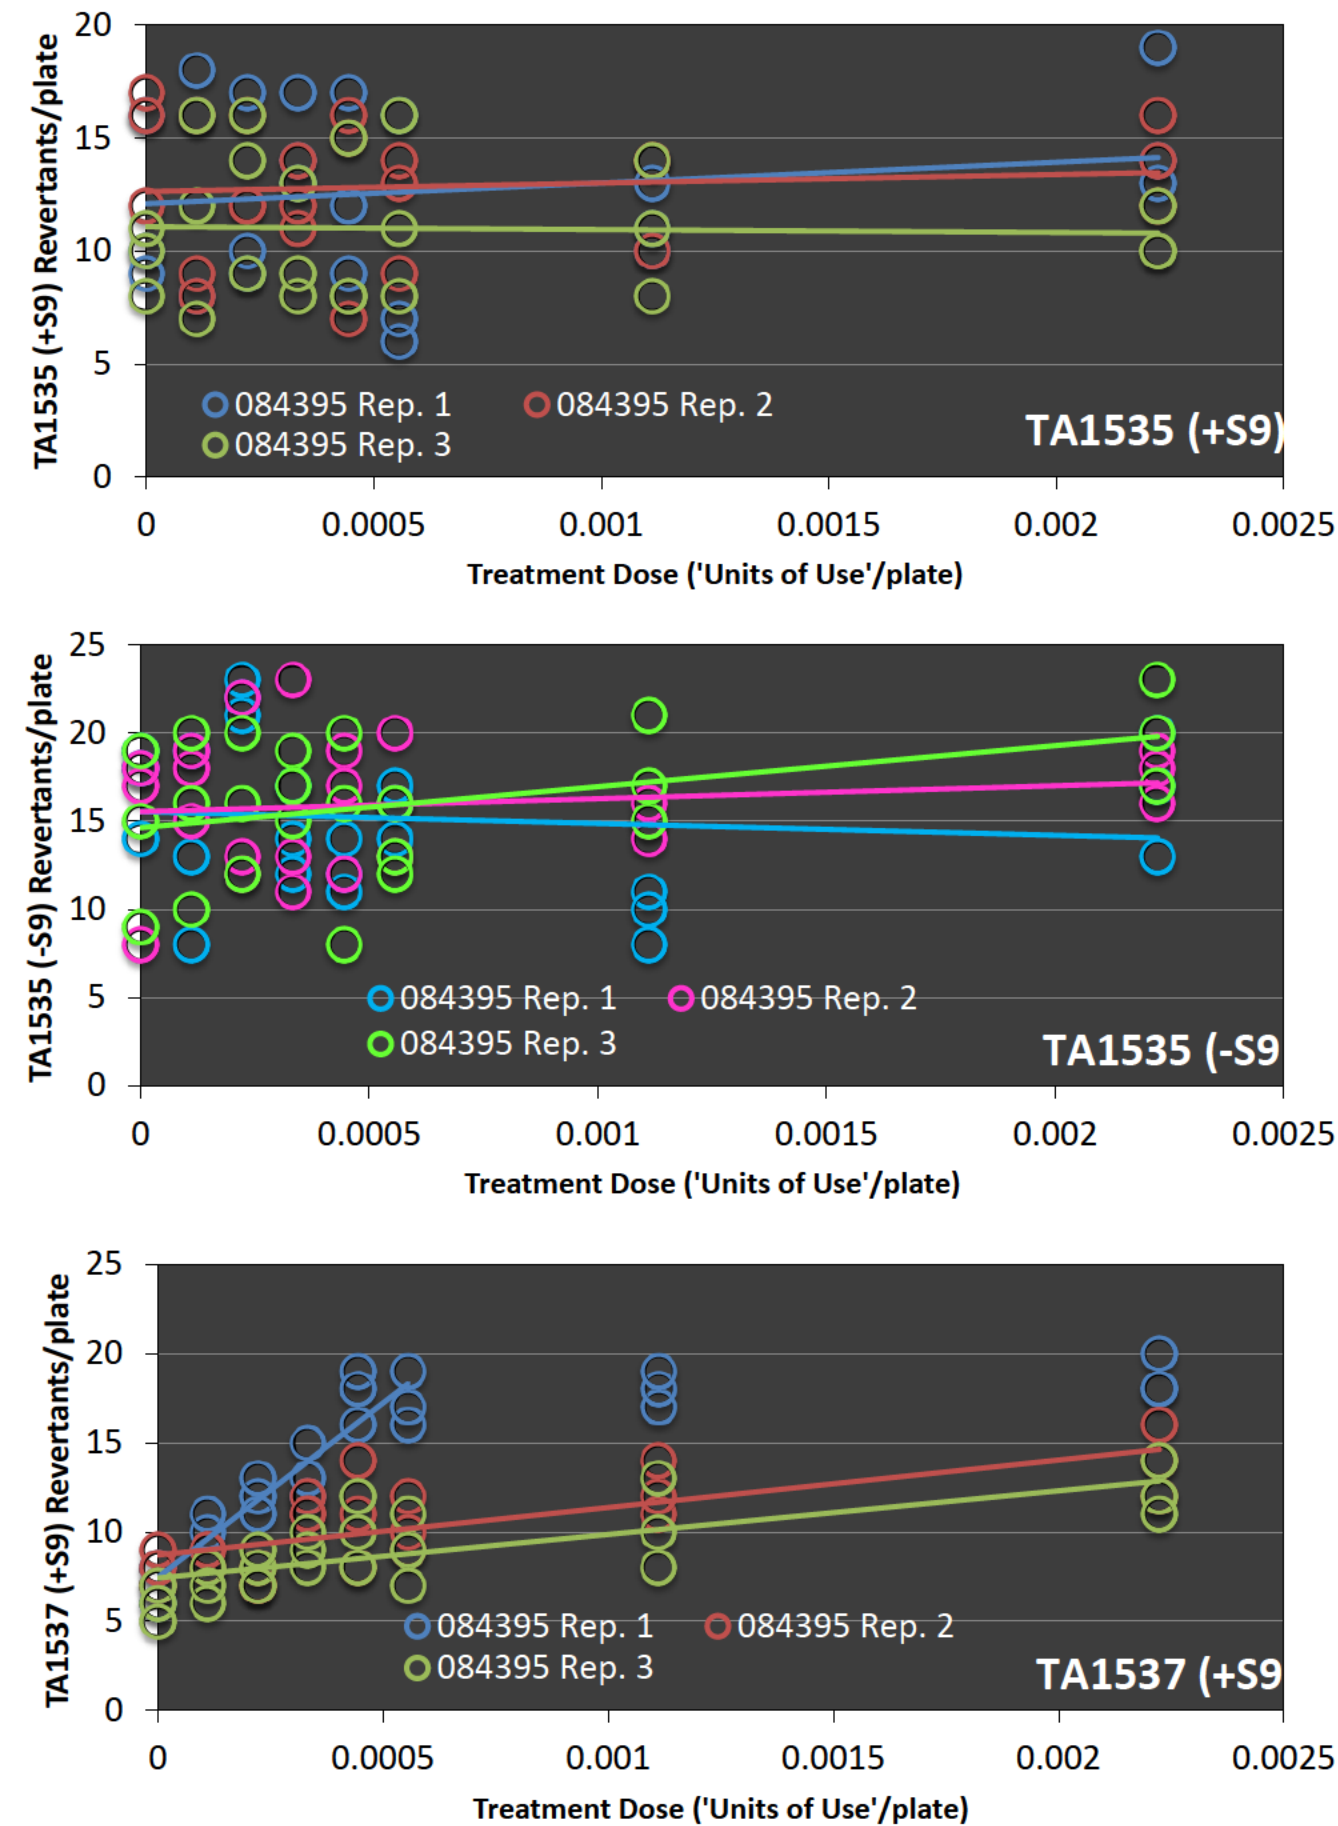 20
15
10
5
0
TA1535 (+S9) Revertants/plate
084395 Rep. 1
084395 Rep. 2
084395 Rep. 3
TA1535 (+S9)
0
0.0005
0.001
0.0015
0.002
0.0025
Treatment Dose ('Units of Use'/plate)
25
20
15
10
5
0
TA1535 (-S9) Revertants/plate
084395 Rep. 1
084395 Rep. 2
084395 Rep. 3
TA1535 (-S9
0
0.0005
0.001
0.0015
0.002
0.0025
Treatment Dose ('Units of Use'/plate)
25
20
15
10
5
0
TA1537 (+S9) Revertants/plate
084395 Rep. 1
084395 Rep. 2
084395 Rep. 3
TA1537 (+S9
0
0.0005
0.001
0.0015
0.002
0.0025
Treatment Dose ('Units of Use'/plate)